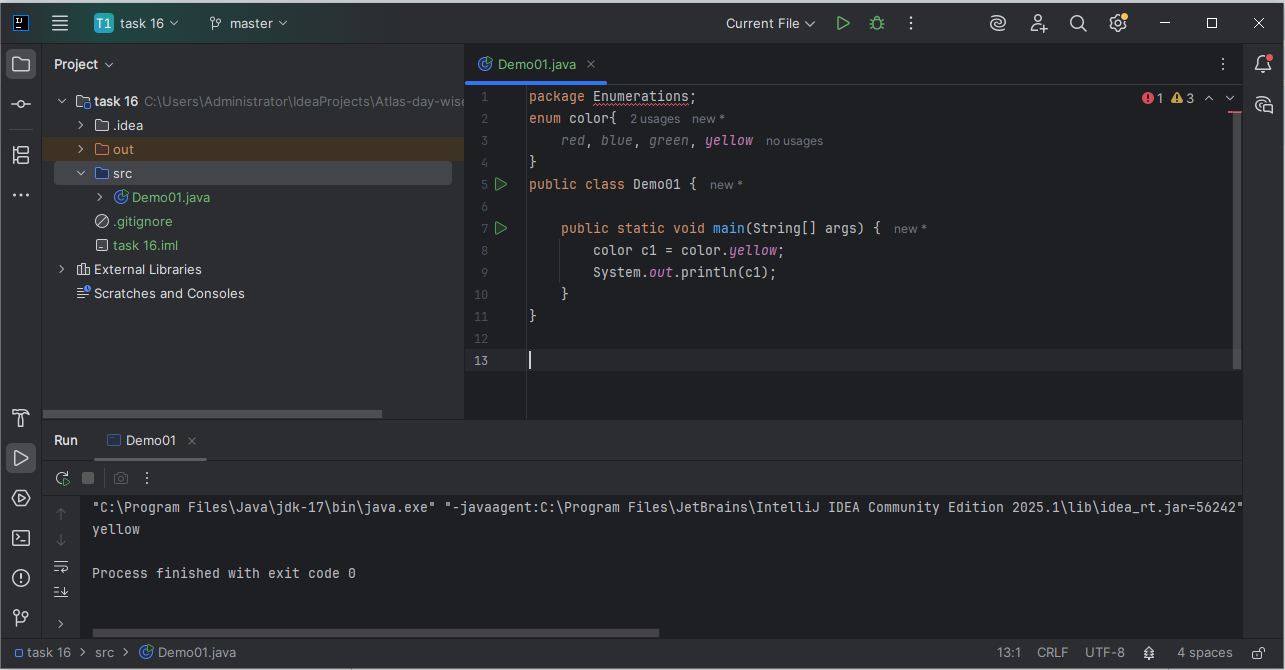 T1 task 16 master Current File
Project
Demo01.java
task 16 C:\Users\Administrator\IdeaProjects\Atlas-day-wise
.idea
out
src
Demo01.java
.gitignore
task 16.iml
External Libraries
Scratches and Consoles
1 package Enumerations;
1 3
2 enum color{ 2 usages new *
3 red, blue, green, yellow no usages
4 }
5 public class Demo01 { new *
6
7 public static void main(String[] args) { new *
8 color c1 = color.yellow;
9 System.out.println(c1);
10 }
11 }
12
13
Run Demo01
"C:\Program Files\Java\jdk-17\bin\java.exe" "-javaagent:C:\Program Files\JetBrains\IntelliJ IDEA Community Edition 2025.1\lib\idea_rt.jar=56242"
yellow
Process finished with exit code 0
task 16 > src > Demo01.java 13:1 CRLF UTF-8 4 spaces